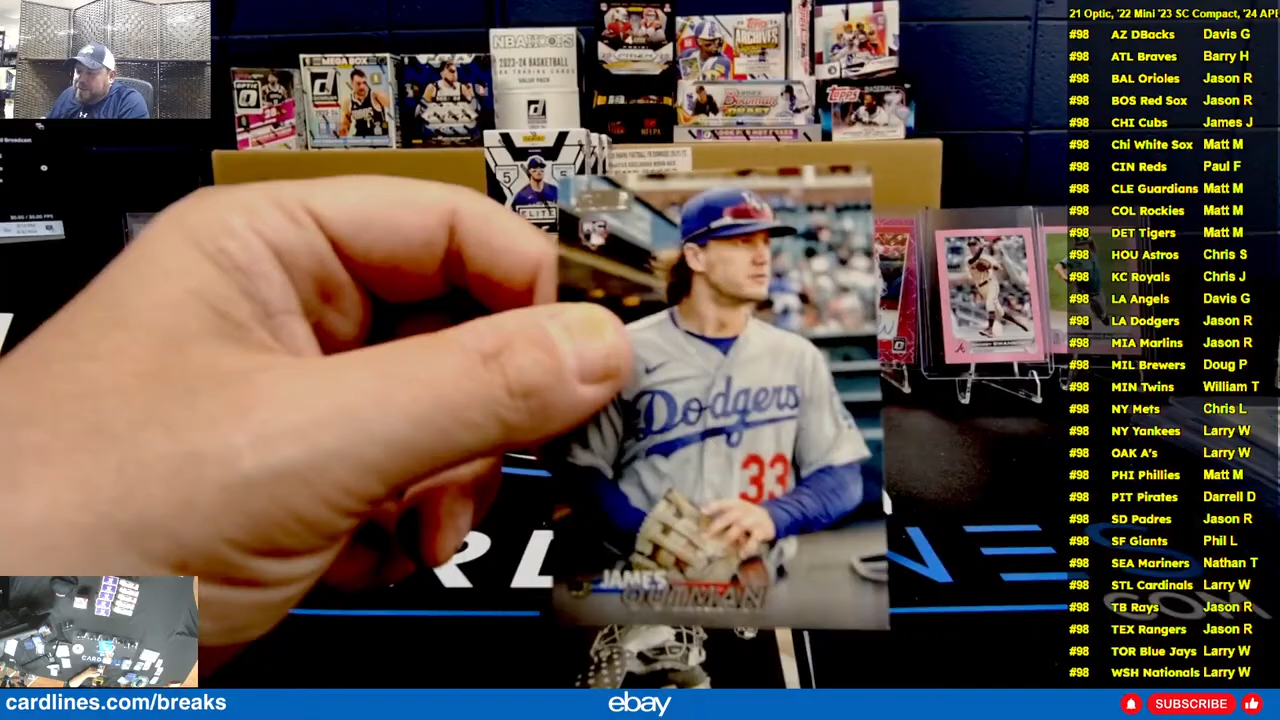 21 Optic, '22 Mini '23 SC Compact, '24 APF
#98 AZ DBacks Davis G
#98 ATL Braves Barry H
#98 BAL Orioles Jason R
#98 BOS Red Sox Jason R
#98 CHI Cubs James J
#98 Chi White Sox Matt M
#98 CIN Reds Paul F
#98 CLE Guardians Matt M
#98 COL Rockies Matt M
#98 DET Tigers Matt M
#98 HOU Astros Chris S
#98 KC Royals Chris J
#98 LA Angels Davis G
#98 LA Dodgers Jason R
#98 MIA Marlins Jason R
#98 MIL Brewers Doug P
#98 MIN Twins William T
#98 NY Mets Chris L
#98 NY Yankees Larry W
#98 OAK A's Larry W
#98 PHI Phillies Matt M
#98 PIT Pirates Darrell D
#98 SD Padres Jason R
#98 SF Giants Phil L
#98 SEA Mariners Nathan T
#98 STL Cardinals Larry W
#98 TB Rays Jason R
#98 TEX Rangers Jason R
#98 TOR Blue Jays Larry W
#98 WSH Nationals Larry W
NBA HOOPS
2023-24 BASKETBALL
MEGA BOX
OPTIC
TOPPS
ARCHIVES
Bowman
DRAFT
TOPPS
BASEBALL
5
5
ELITE
Dodgers
33
JAMES
OUTMAN
cardlines.com/breaks
ebay
SUBSCRIBE